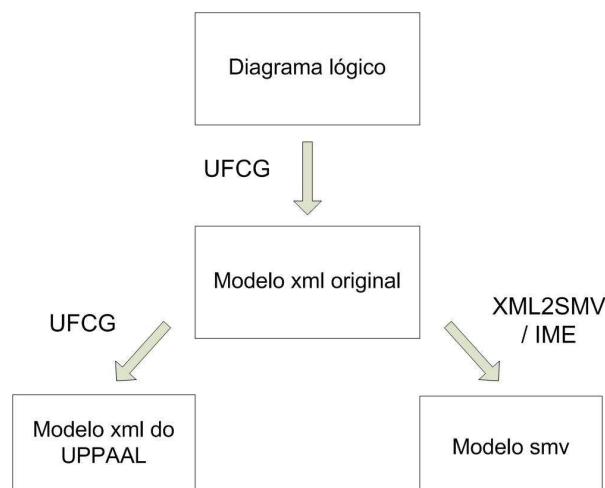 Diagrama lógico
UFCG
Modelo xml original
UFCG
XML2SMV
/ IME
Modelo xml do
UPPAAL
Modelo smv